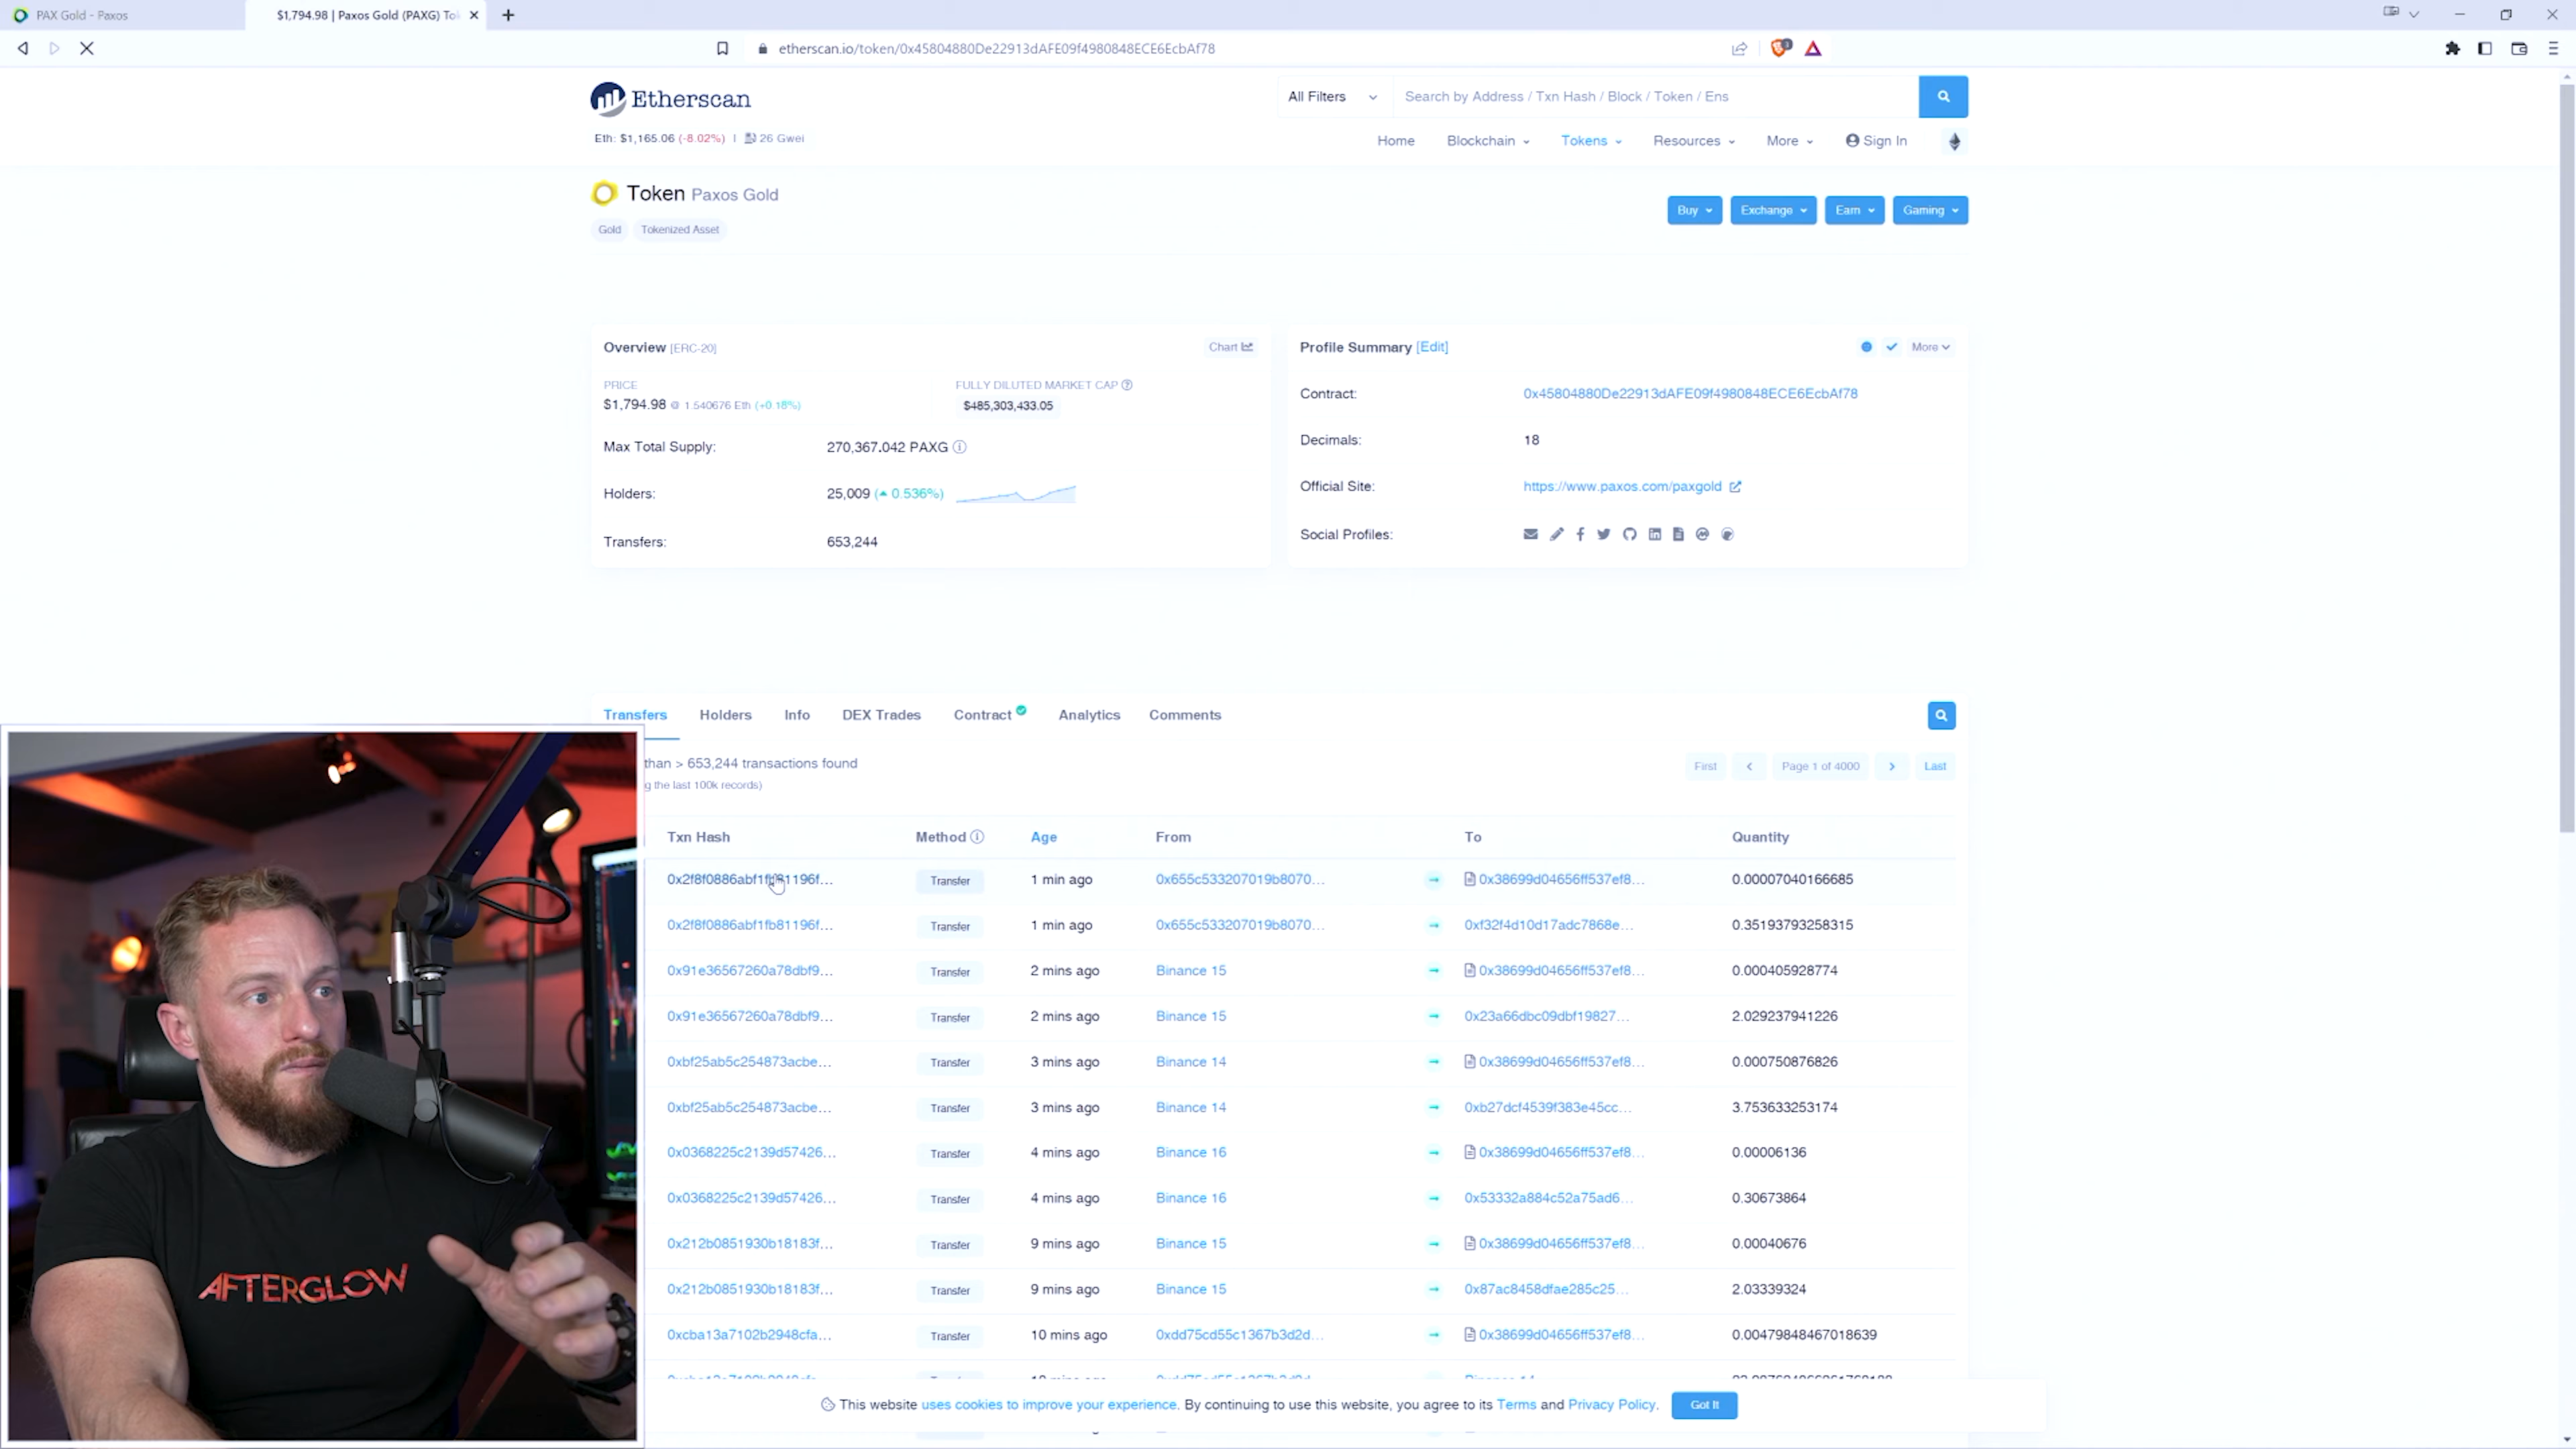 PAX Gold - Paxos
$1,794.98 | Paxos Gold (PAXG) To
etherscan.io/token/0x45804880De22913dAFE09f4980848ECE6EcbAf78
Etherscan
All Filters
Search by Address / Txn Hash / Block / Token / Ens
Eth: $1,165.06 (-8.02%) | 26 Gwei
Home Blockchain Tokens Resources More Sign In
Token Paxos Gold
Gold Tokenized Asset
Buy Exchange Earn Gaming
Overview [ERC-20]
Chart
PRICE
FULLY DILUTED MARKET CAP
$1,794.98 @ 1.540676 Eth (+0.18%)
$485,303,433.05
Max Total Supply: 270,367.042 PAXG
Holders: 25,009 (0.536%)
Transfers: 653,244
Profile Summary [Edit]
More
Contract: 0x45804880De22913dAFE09f4980848ECE6EcbAf78
Decimals: 18
Official Site: https://www.paxos.com/paxgold
Social Profiles:
Transfers Holders Info DEX Trades Contract Analytics Comments
than > 653,244 transactions found
g the last 100k records)
First Page 1 of 4000 Last
Txn Hash Method Age From To Quantity
0x2f8f0886abf1fb81196f... Transfer 1 min ago 0x655c533207019b8070... 0x38699d04656ff537ef8... 0.00007040166685
0x2f8f0886abf1fb81196f... Transfer 1 min ago 0x655c533207019b8070... 0xf32f4d10d17adc7868e... 0.35193793258315
0x91e36567260a78dbf9... Transfer 2 mins ago Binance 15 0x38699d04656ff537ef8... 0.000405928774
0x91e36567260a78dbf9... Transfer 2 mins ago Binance 15 0x23a66dbc09dbf19827... 2.029237941226
0xbf25ab5c254873acbe... Transfer 3 mins ago Binance 14 0x38699d04656ff537ef8... 0.000750876826
0xbf25ab5c254873acbe... Transfer 3 mins ago Binance 14 0xb27dcf4539f383e45cc... 3.753633253174
0x0368225c2139d57426... Transfer 4 mins ago Binance 16 0x38699d04656ff537ef8... 0.00006136
0x0368225c2139d57426... Transfer 4 mins ago Binance 16 0x53332a884c52a75ad6... 0.30673864
0x212b0851930b18183f... Transfer 9 mins ago Binance 15 0x38699d04656ff537ef8... 0.00040676
0x212b0851930b18183f... Transfer 9 mins ago Binance 15 0x87ac8458dfae285c25... 2.03339324
0xcba13a7102b2948cfa... Transfer 10 mins ago 0xdd75cd55c1367b3d2d... 0x38699d04656ff537ef8... 0.00479848467018639
This website uses cookies to improve your experience. By continuing to use this website, you agree to its Terms and Privacy Policy.
Got It
AFTERGLOW